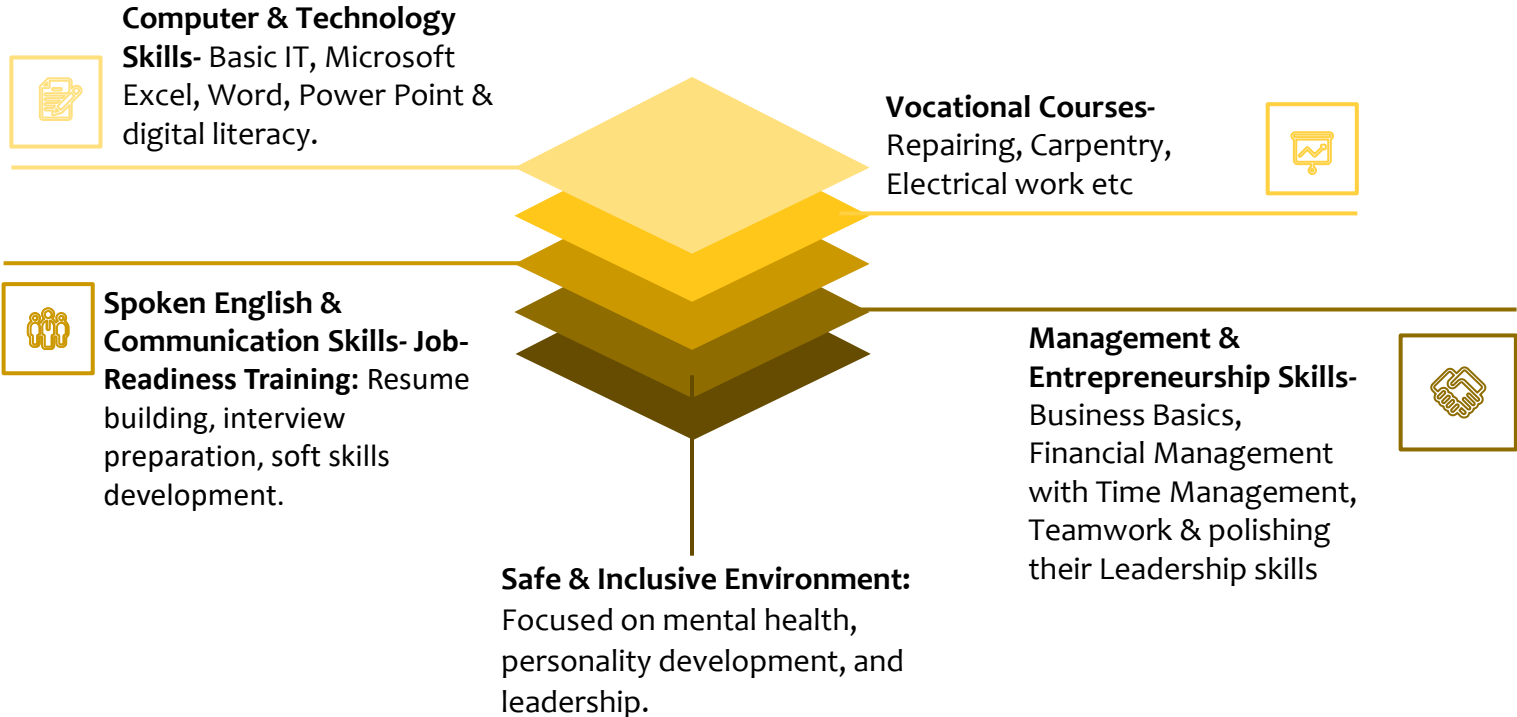 Computer & Technology
Skills- Basic IT, Microsoft
Excel, Word, Power Point &
digital literacy.
Vocational Courses-
Repairing, Carpentry,
Electrical work etc
Spoken English &
Communication Skills- Job-
Readiness Training: Resume
building, interview
preparation, soft skills
development.
Management &
Entrepreneurship Skills-
Business Basics,
Financial Management
with Time Management,
Teamwork & polishing
their Leadership skills
Safe & Inclusive Environment:
Focused on mental health,
personality development, and
leadership.